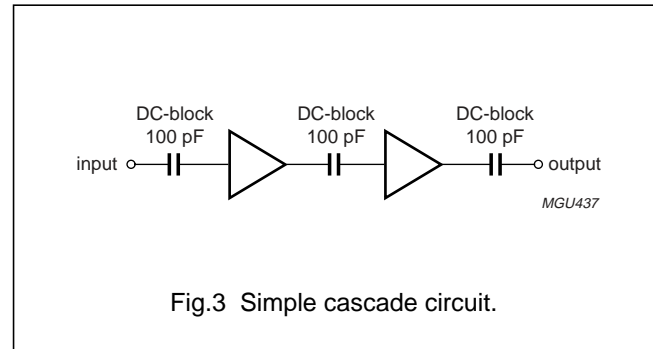 DC-block DC-block DC-block
100 pF 100 pF 100 pF
input output
MGU437
Fig.3 Simple cascade circuit.